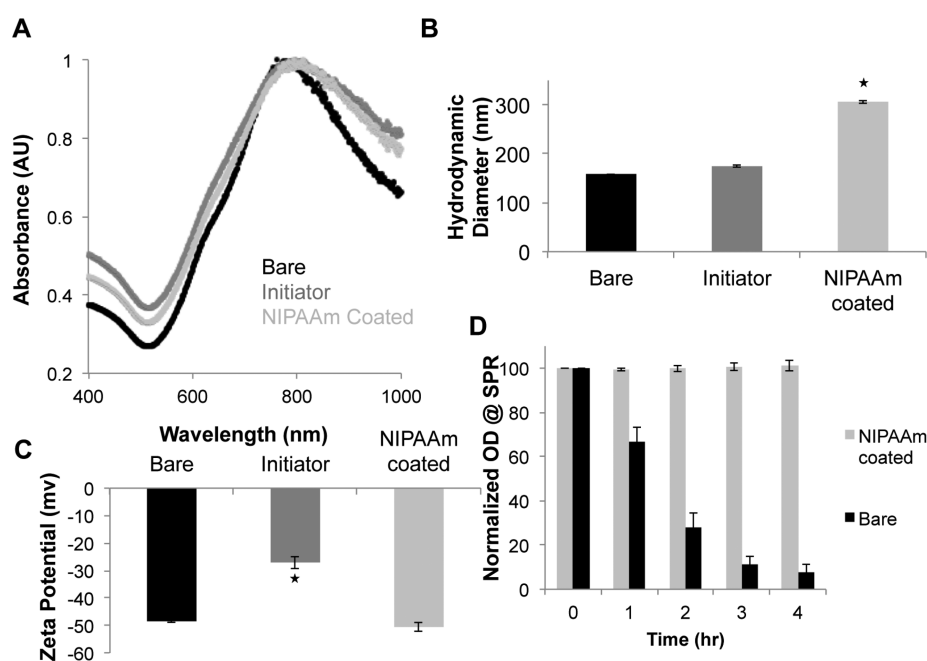 A
Absorbance (AU)
1
0.8
0.6
0.4
0.2
400
600
800
1000
Wavelength (nm)
Bare
Initiator
NIPAAm Coated
B
Hydrodynamic
Diameter (nm)
300
200
100
0
Bare
Initiator
NIPAAm
coated
C
Zeta Potential (mv)
Bare
Initiator
NIPAAm
coated
0
-10
-20
-30
-40
-50
-60
D
Normalized OD @ SPR
100
80
60
40
20
0
0
1
2
3
4
Time (hr)
NIPAAm
coated
Bare